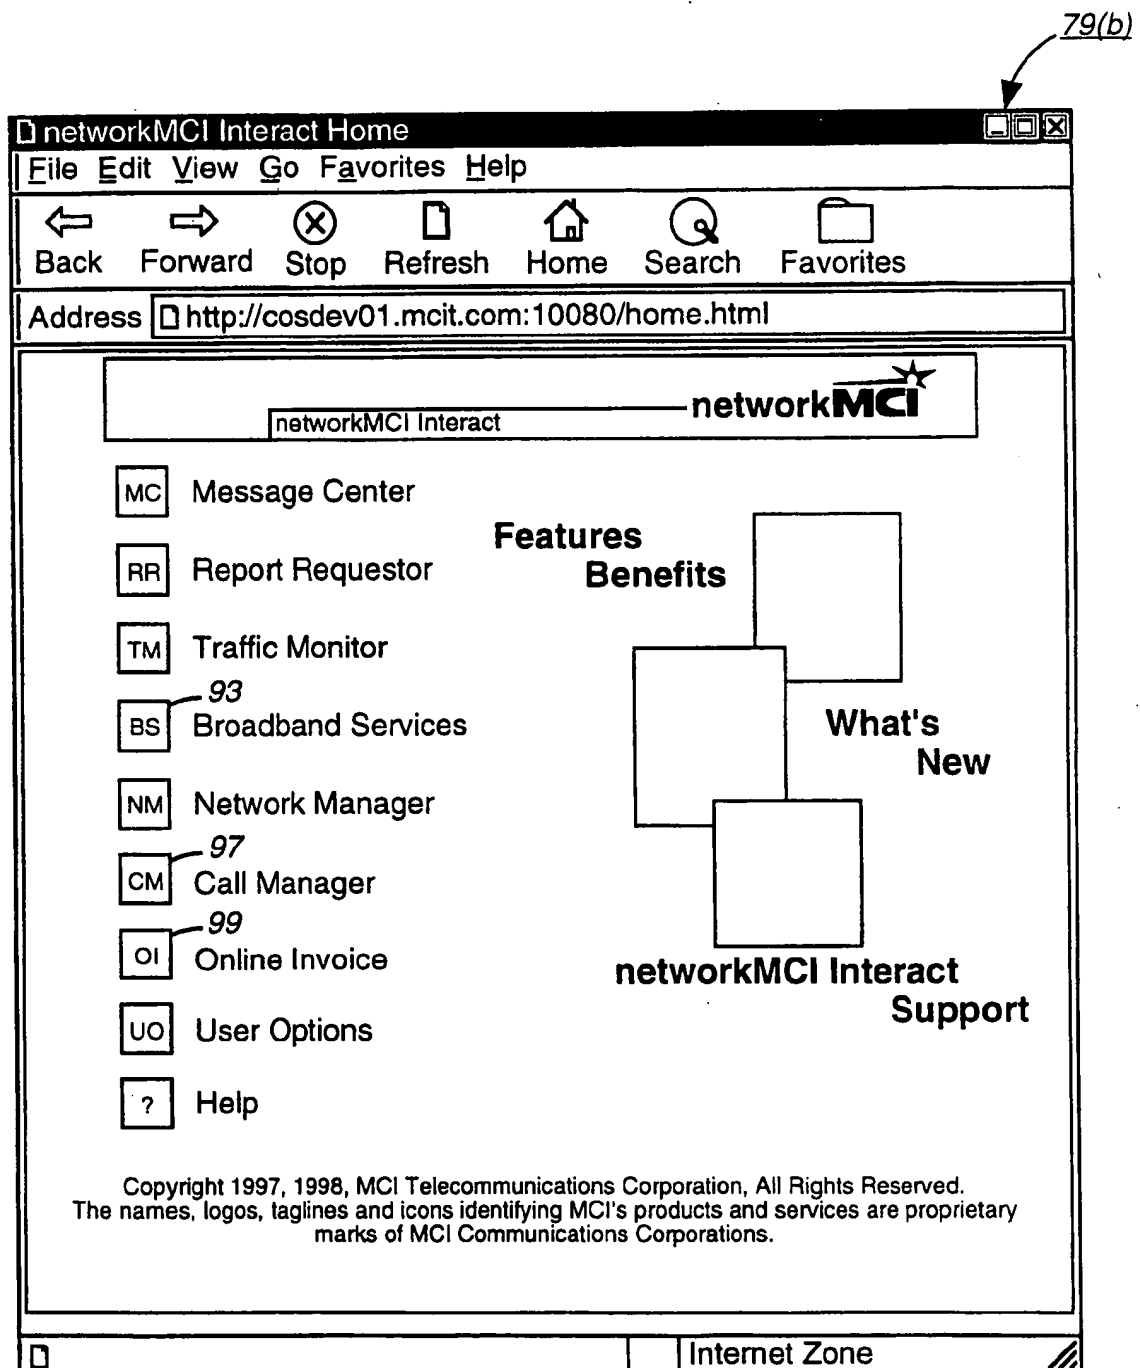 79(b)
networkMCI Interact Home
File Edit View Go Favorites Help
Back Forward Stop Refresh Home Search Favorites
Address http://cosdev01.mcit.com:10080/home.html
networkMCI
networkMCI Interact
MC Message Center
Features
Benefits
RR Report Requestor
TM Traffic Monitor
93
BS Broadband Services
What's
New
NM Network Manager
97
CM Call Manager
99
OI Online Invoice
networkMCI Interact
Support
UO User Options
? Help
Copyright 1997, 1998, MCI Telecommunications Corporation, All Rights Reserved.
The names, logos, taglines and icons identifying MCI's products and services are proprietary
marks of MCI Communications Corporations.
Internet Zone